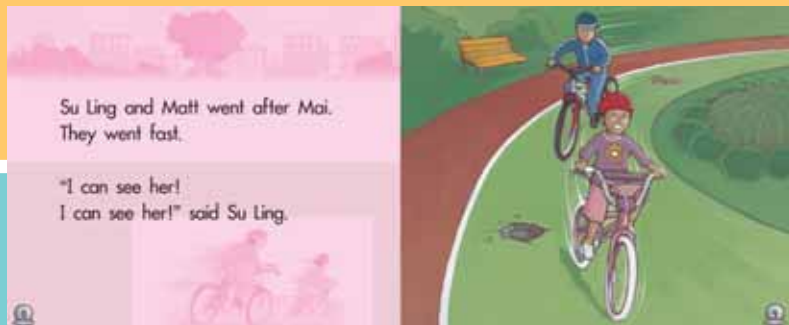 Su Ling and Matt went after Mai.
They went fast.
"I can see her!
I can see her!" said Su Ling.